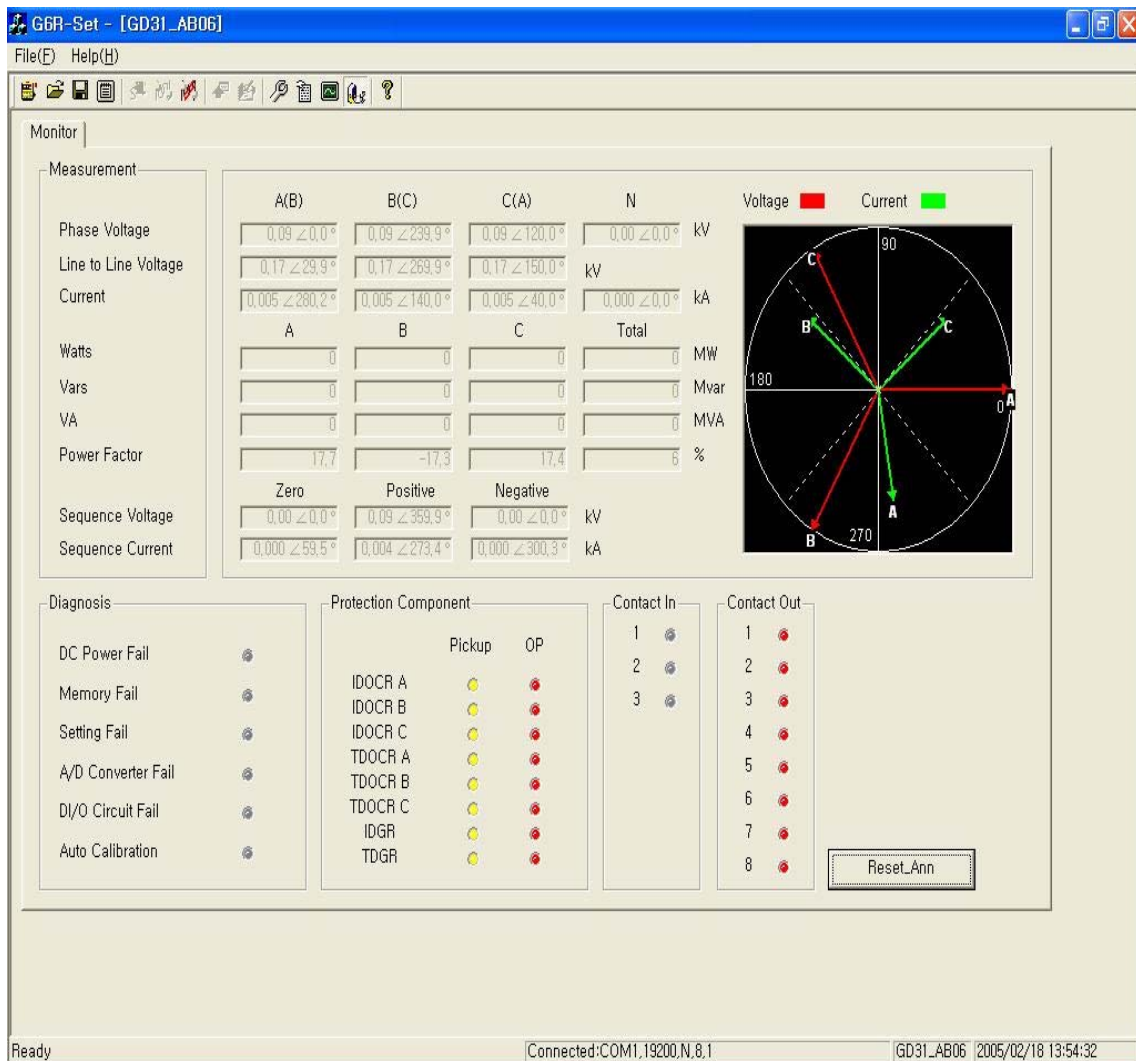 G6R-Set - [GD31_AB06]
File(F) Help(H)
Monitor
Measurement
A(B) B(C) C(A) N
Phase Voltage 0,09 ∠0,0° 0,09 ∠239,9° 0,09 ∠120,0° 0,00 ∠0,0° kV
Line to Line Voltage 0,17 ∠29,9° 0,17 ∠269,9° 0,17 ∠150,0° kV
Current 0,005 ∠280,2° 0,005 ∠140,0° 0,005 ∠40,0° 0,000 ∠0,0° kA
A B C Total
Watts 0 0 0 0 MW
Vars 0 0 0 0 Mvar
VA 0 0 0 0 MVA
Power Factor 17,7 -17,3 17,4 6 %
Zero Positive Negative
Sequence Voltage 0,00 ∠0,0° 0,09 ∠359,9° 0,00 ∠0,0° kV
Sequence Current 0,000 ∠59,5° 0,004 ∠273,4° 0,000 ∠300,3° kA
Voltage Current
90
C
B C
180
0 A
A
B 270
Diagnosis
DC Power Fail
Memory Fail
Setting Fail
A/D Converter Fail
DI/O Circuit Fail
Auto Calibration
Protection Component
Pickup OP
IDOCR A
IDOCR B
IDOCR C
TDOCR A
TDOCR B
TDOCR C
IDGR
TDGR
Contact In
1
2
3
Contact Out
1
2
3
4
5
6
7
8
Reset_Ann
Ready Connected:COM1,19200,N,8,1 GD31_AB06 2005/02/18 13:54:32